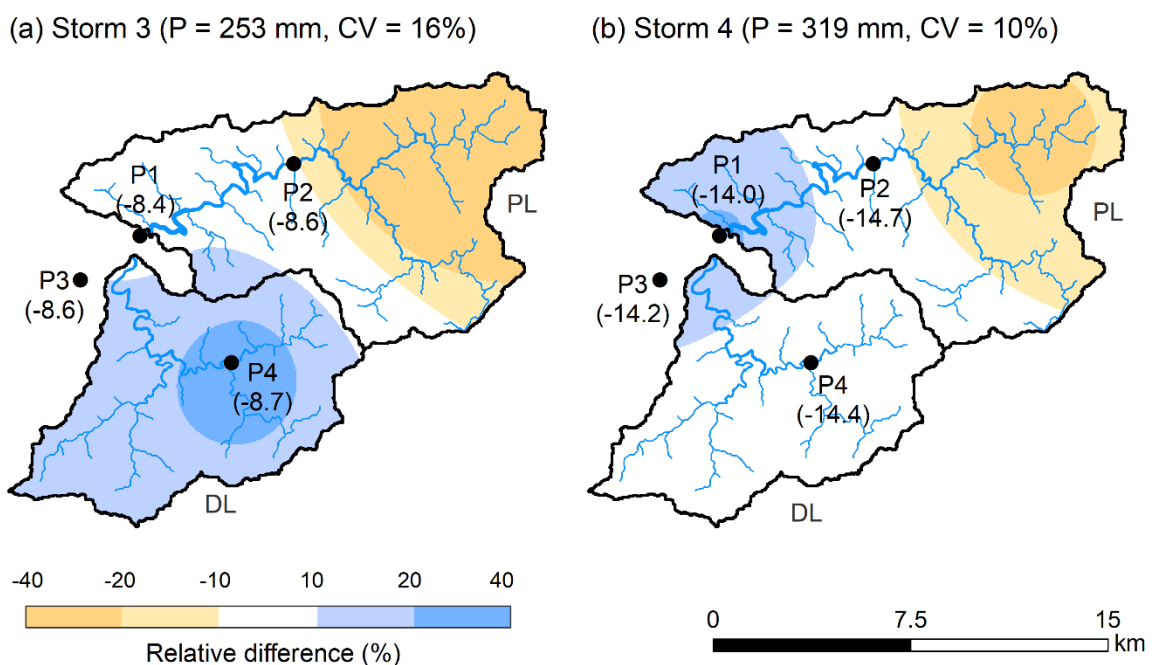 (a) Storm 3 (P = 253 mm, CV = 16%)
P1
(-8.4)
P2
(-8.6)
PL
P3
(-8.6)
P4
(-8.7)
DL
-40 -20 -10 10 20 40
Relative difference (%)
(b) Storm 4 (P = 319 mm, CV = 10%)
P1
(-14.0)
P2
(-14.7)
PL
P3
(-14.2)
P4
(-14.4)
DL
0 7.5 15
km